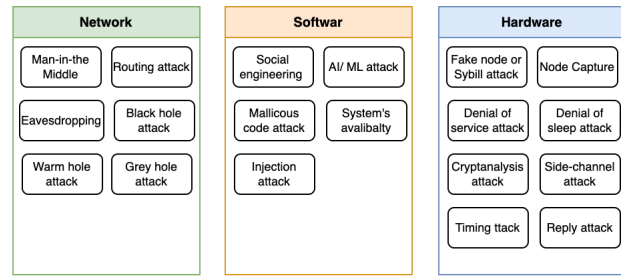 Network
Man-in-the
Middle
Routing attack
Eavesdropping
Black hole
attack
Warm hole
attack
Grey hole
attack
Softwar
Social
engineering
AI/ ML attack
Mallicous
code attack
System's
avalibalty
Injection
attack
Hardware
Fake node or
Sybill attack
Node Capture
Denial of
service attack
Denial of
sleep attack
Cryptanalysis
attack
Side-channel
attack
Timing ttack
Reply attack